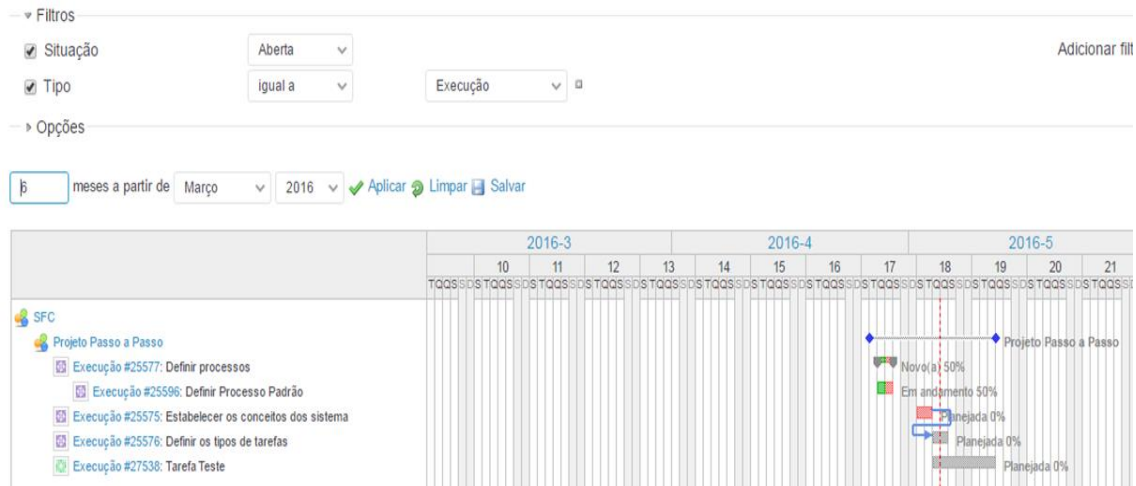 Filtros
Situação Aberta Adicionar filt
Tipo igual a Execução
Opções
6 meses a partir de Março 2016 Aplicar Limpar Salvar
2016-3 2016-4 2016-5
10 11 12 13 14 15 16 17 18 19 20 21
TQQSSDSTQQSSDSTQQSSDSTQQSSDSTQQSSDSTQQSSDSTQQSSDSTQQSSDSTQQSSDSTQQSSDSTQQSSDSTQQSSDSTQQSSD
SFC
Projeto Passo a Passo Projeto Passo a Passo
Execução #25577: Definir processos Novo(a) 50%
Execução #25596: Definir Processo Padrão Em andamento 50%
Execução #25575: Estabelecer os conceitos dos sistema Planejada 0%
Execução #25576: Definir os tipos de tarefas Planejada 0%
Execução #27538: Tarefa Teste Planejada 0%